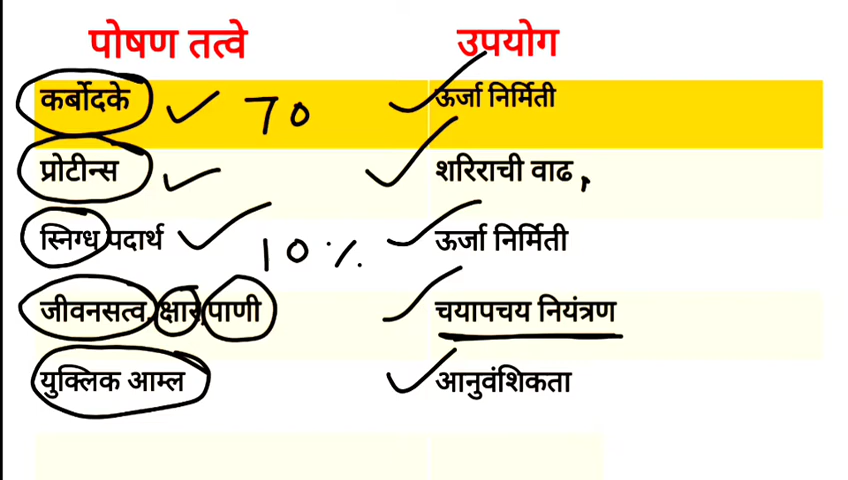 पोषण तत्वे उपयोग
कर्बोदके 70 ऊर्जा निर्मिती
प्रोटीन्स शरिराची वाढ,
स्निग्ध पदार्थ 10% ऊर्जा निर्मिती
जीवनसत्व,क्षार,पाणी चयापचय नियंत्रण
युक्लिक आम्ल आनुवंशिकता